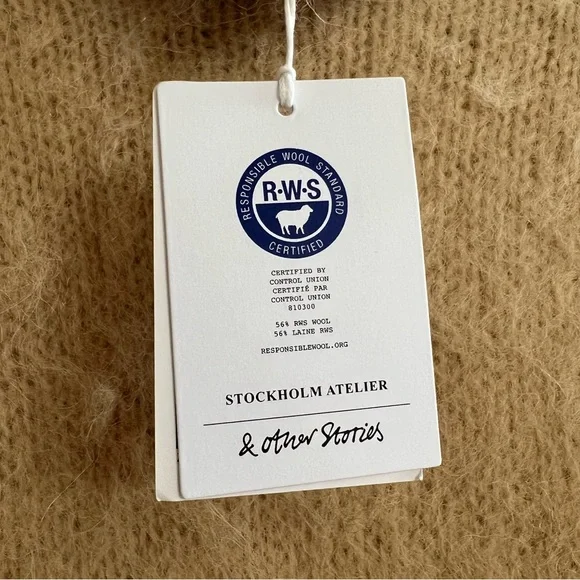 RESPONSIBLE WOOL STANDARD
R·W·S
CERTIFIED
CERTIFIED BY
CONTROL UNION
CERTIFIÉ PAR
CONTROL UNION
810300
56% RWS WOOL
56% LAINE RWS
RESPONSIBLEWOOL.ORG
STOCKHOLM ATELIER
& Other Stories